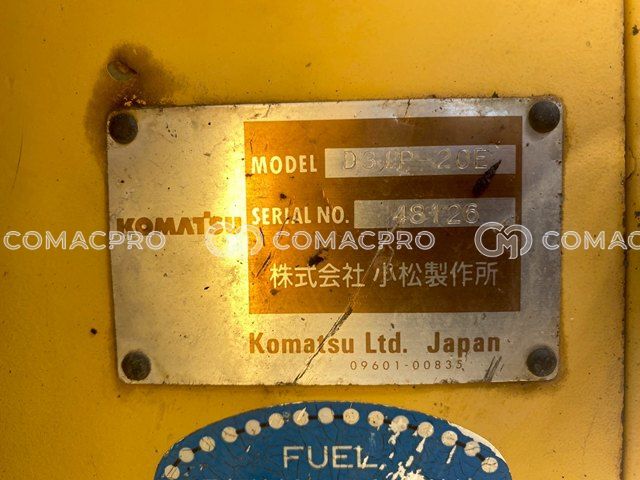 MODEL D31P-20E
SERIAL NO. 48126
KOMATSU
COMACPRO COMACPRO COMAC
株式会社 小松製作所
Komatsu Ltd. Japan
09601-00835
FUEL